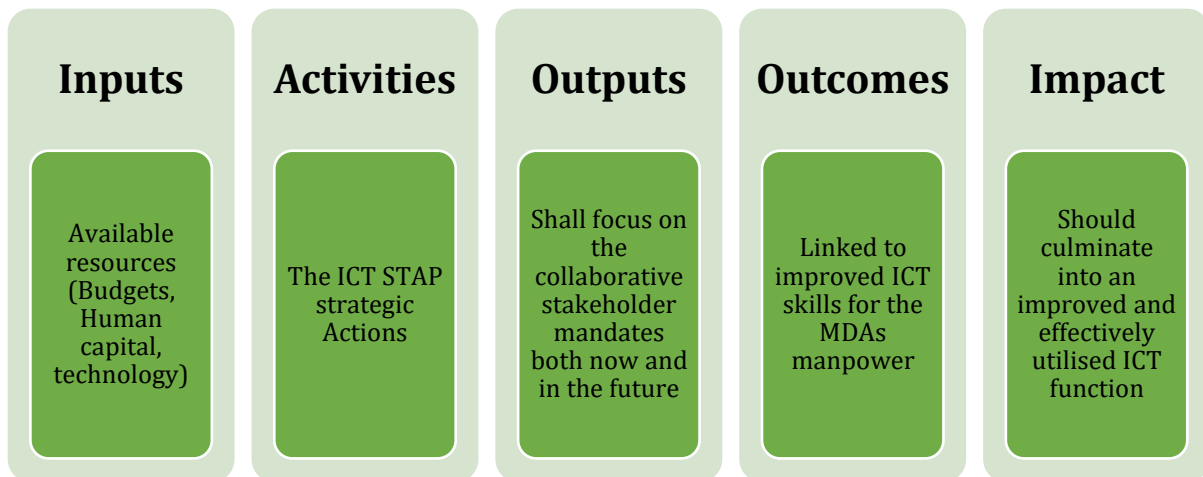 Inputs
Available
resources
(Budgets,
Human
capital,
technology)
Activities
The ICT STAP
strategic
Actions
Outputs
Shall focus on
the
collaborative
stakeholder
mandates
both now and
in the future
Outcomes
Linked to
improved ICT
skills for the
MDAs
manpower
Impact
Should
culminate
into an
improved and
effectively
utilised ICT
function